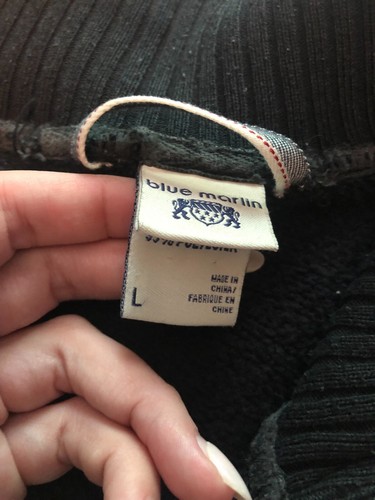 blue marlin
L
MADE IN
CHINA/
FABRIQUE EN
CHINE